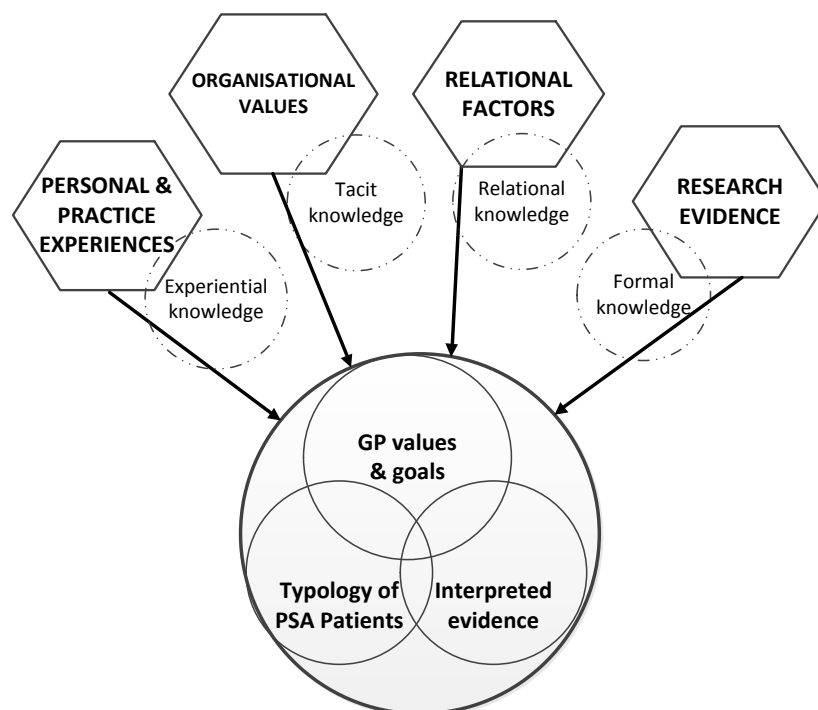 ORGANISATIONAL
VALUES
RELATIONAL
FACTORS
PERSONAL &
PRACTICE
EXPERIENCES
Tacit
knowledge
Relational
knowledge
RESEARCH
EVIDENCE
Experiential
knowledge
Formal
knowledge
GP values
& goals
Typology of
PSA Patients
Interpreted
evidence